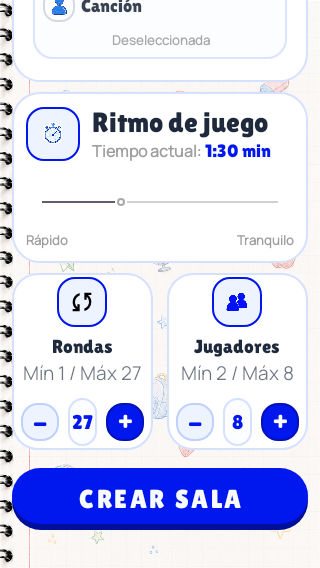 Canción
Deseleccionada
Ritmo de juego
Tiempo actual: 1:30 min
Rápido
Tranquilo
Rondas
Mín 1 / Máx 27
– 27 +
Jugadores
Mín 2 / Máx 8
– 8 +
CREAR SALA